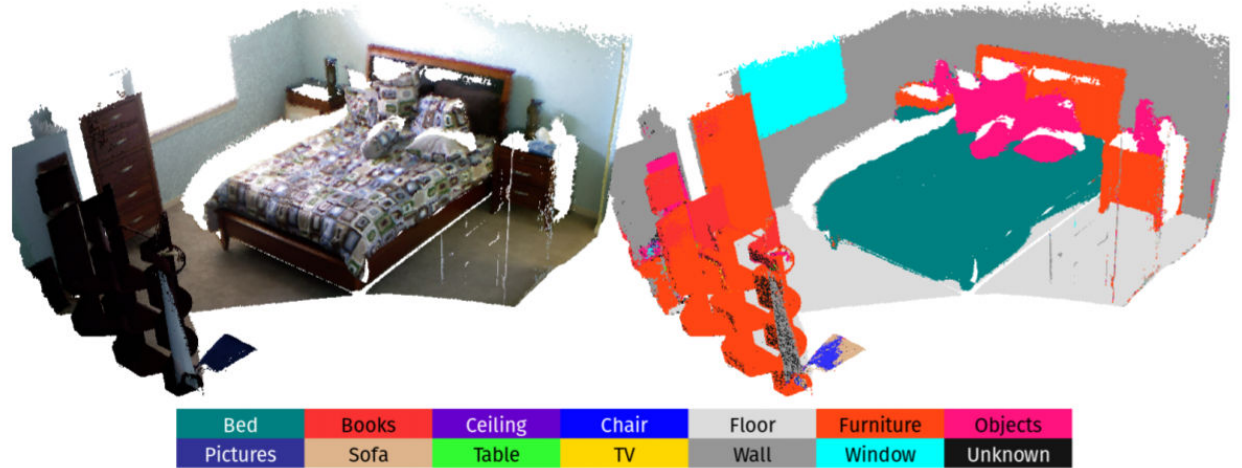 Bed Books Ceiling Chair Floor Furniture Objects
Pictures Sofa Table TV Wall Window Unknown